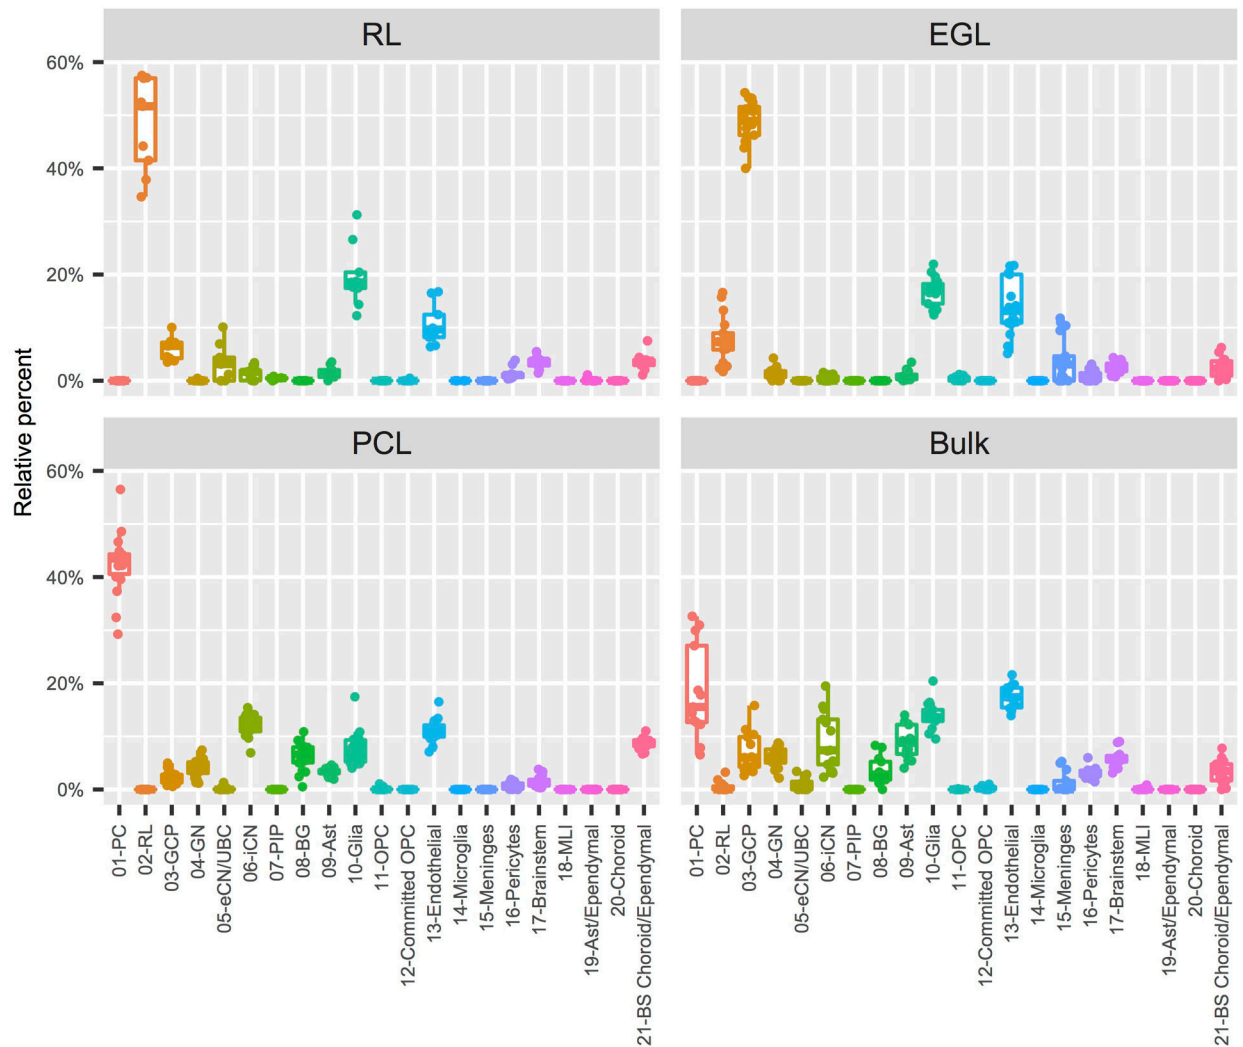 RL
EGL
60%
40%
20%
0%
PCL
Bulk
60%
40%
20%
0%
Relative percent
01-PC
02-RL
03-GCP
04-GN
05-eCN/UBC
06-iCN
07-PIP
08-BG
09-Ast
10-Glia
11-OPC
12-Committed OPC
13-Endothelial
14-Microglia
15-Meninges
16-Pericytes
17-Brainstem
18-MLI
19-Ast/Ependymal
20-Choroid
21-BS Choroid/Ependymal
01-PC
02-RL
03-GCP
04-GN
05-eCN/UBC
06-iCN
07-PIP
08-BG
09-Ast
10-Glia
11-OPC
12-Committed OPC
13-Endothelial
14-Microglia
15-Meninges
16-Pericytes
17-Brainstem
18-MLI
19-Ast/Ependymal
20-Choroid
21-BS Choroid/Ependymal